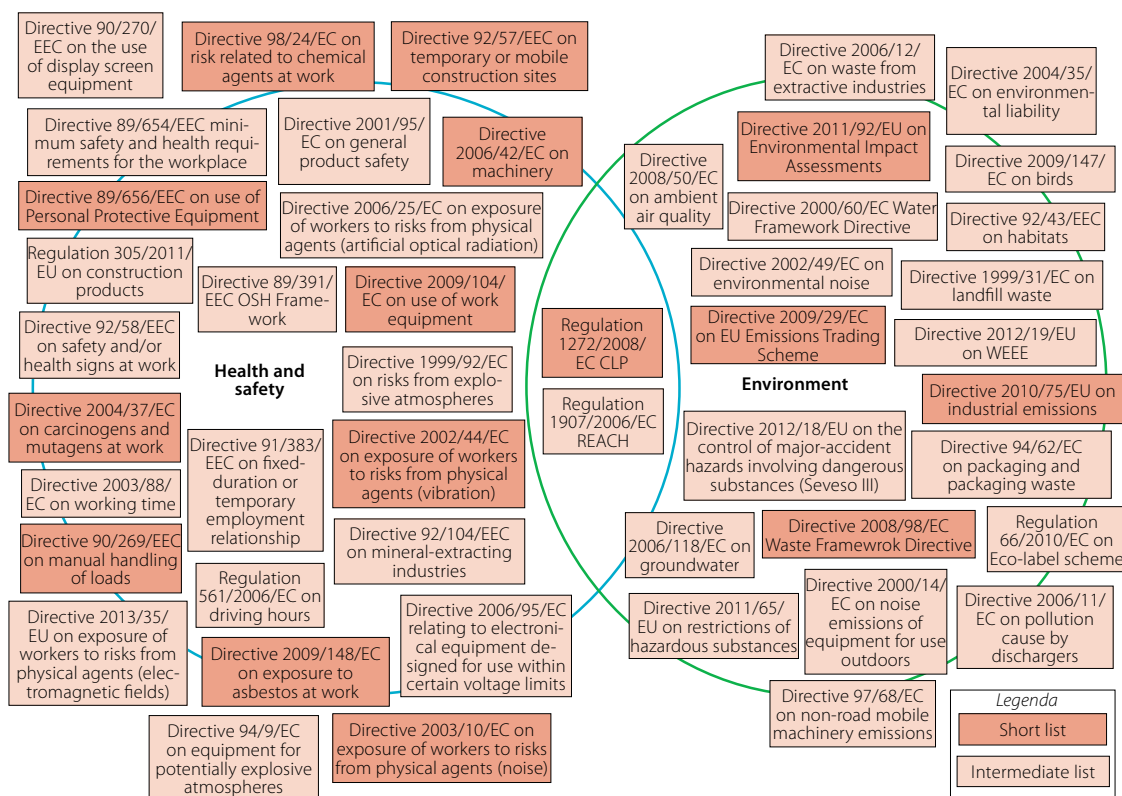 Directive 90/270/
EEC on the use
of display screen
equipment
Directive 98/24/EC on
risk related to chemical
agents at work
Directive 92/57/EEC on
temporary or mobile
construction sites
Directive 89/654/EEC mini-
mum safety and health requi-
rements for the workplace
Directive 2001/95/
EC on general
product safety
Directive
2006/42/EC on
machinery
Directive 89/656/EEC on use of
Personal Protective Equipment
Directive 2006/25/EC on exposure
of workers to risks from physical
agents (artificial optical radiation)
Regulation 305/2011/
EU on construction
products
Directive 89/391/
EEC OSH Frame-
work
Directive 2009/104/
EC on use of work
equipment
Directive 92/58/EEC
on safety and/or
health signs at work
Health and
safety
Directive 1999/92/EC
on risks from explo-
sive atmospheres
Directive 2004/37/EC
on carcinogens and
mutagens at work
Directive 91/383/
EEC on fixed-
duration or
temporary
employment
relationship
Directive 2002/44/EC
on exposure of workers
to risks from physical
agents (vibration)
Directive 2003/88/
EC on working time
Directive 90/269/EEC
on manual handling
of loads
Directive 92/104/EEC
on mineral-extracting
industries
Regulation
561/2006/EC on
driving hours
Directive 2013/35/
EU on exposure of
workers to risks from
physical agents (elec-
tromagnetic fields)
Directive 2009/148/EC
on exposure to
asbestos at work
Directive 2006/95/EC
relating to electroni-
cal equipment de-
signed for use within
certain voltage limits
Directive 94/9/EC
on equipment for
potentially explosive
atmospheres
Directive 2003/10/EC on
exposure of workers to risks
from physical agents (noise)
Regulation
1272/2008/
EC CLP
Regulation
1907/2006/EC
REACH
Directive 2006/12/
EC on waste from
extractive industries
Directive 2004/35/
EC on environmen-
tal liability
Directive
2008/50/EC
on ambient
air quality
Directive
2011/92/EU on
Environmental Impact
Assessments
Directive 2009/147/
EC on birds
Directive 2000/60/EC Water
Framework Directive
Directive 92/43/EEC
on habitats
Directive 2002/49/EC on
environmental noise
Directive 1999/31/EC on
landfill waste
Directive 2009/29/EC
on EU Emissions Trading
Scheme
Directive 2012/19/EU
on WEEE
Environment
Directive 2010/75/EU on
industrial emissions
Directive 2012/18/EU on the
control of major-accident
hazards involving dangerous
substances (Seveso III)
Directive 94/62/EC
on packaging and
packaging waste
Directive
2006/118/EC on
groundwater
Directive 2008/98/EC
Waste Framewrok Directive
Regulation
66/2010/EC on
Eco-label scheme
Directive 2011/65/
EU on restrictions of
hazardous substances
Directive 2000/14/
EC on noise
emissions of
equipment for use
outdoors
Directive 2006/11/
EC on pollution
cause by
dischargers
Directive 97/68/EC
on non-road mobile
machinery emissions
Legenda
Short list
Intermediate list